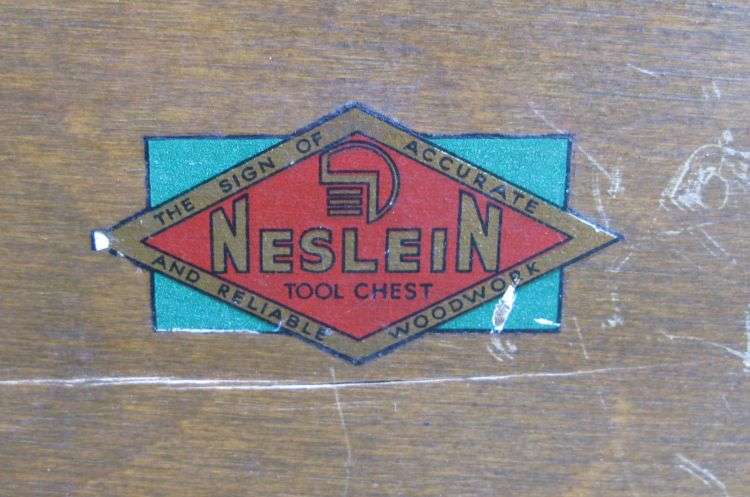 THE SIGN OF ACCURATE
NESLEIN
TOOL CHEST
AND RELIABLE WOODWORK